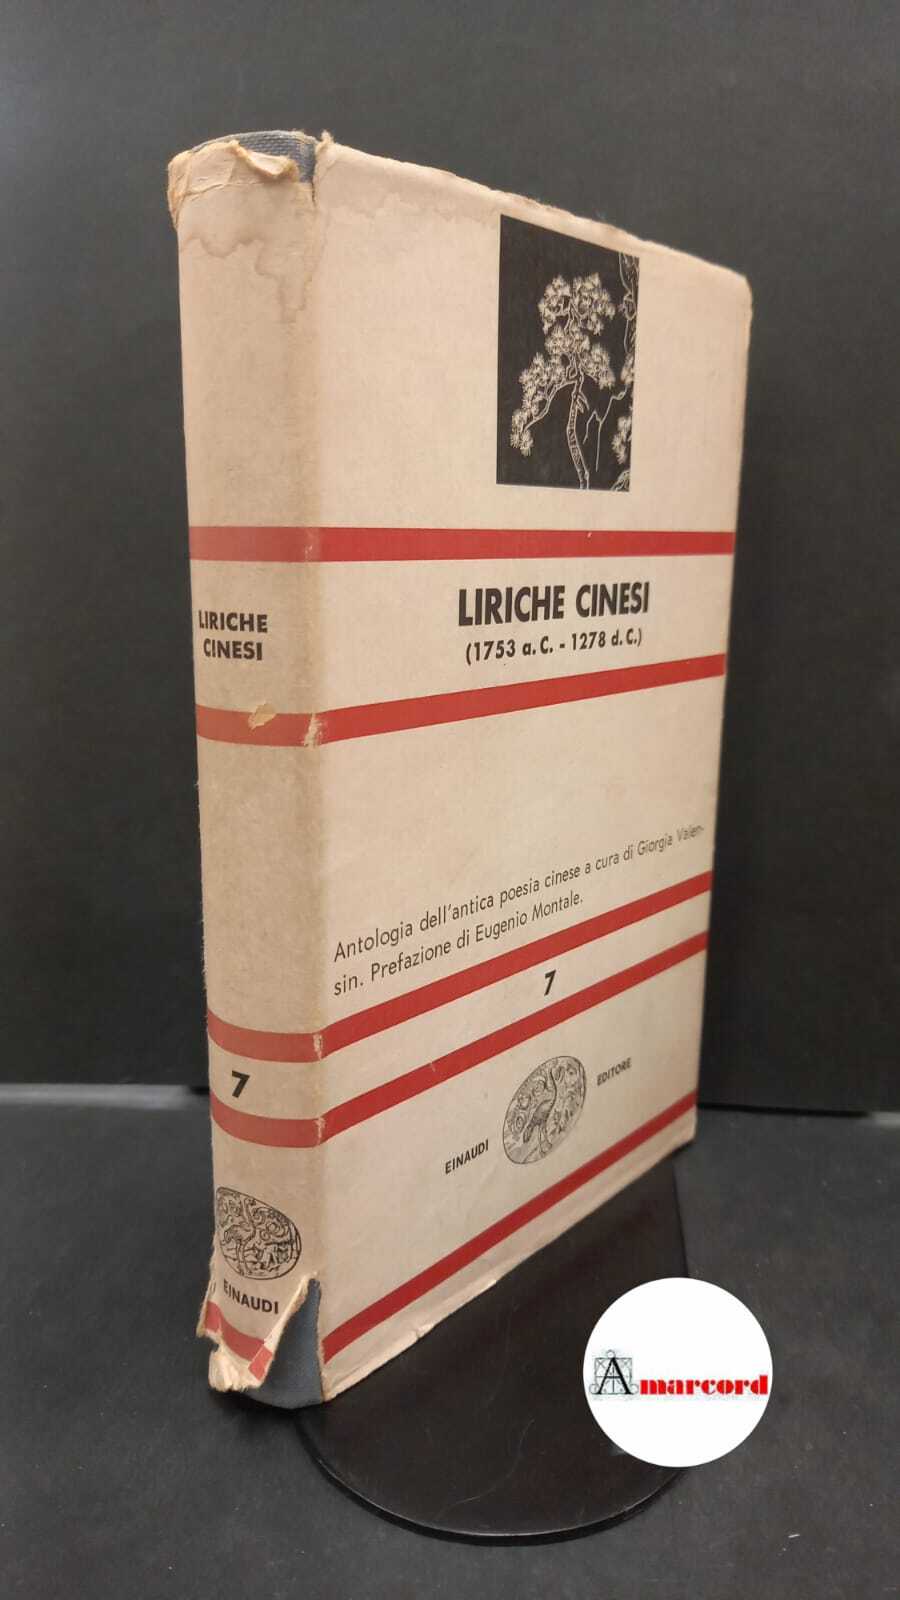 LIRICHE
CINESI
7
EINAUDI
LIRICHE CINESI
(1753 a.C. - 1278 d.C.)
Antologia dell'antica poesia cinese a cura di Giorgia Valen-
sin. Prefazione di Eugenio Montale.
7
EINAUDI
EDITORE
Amarcord